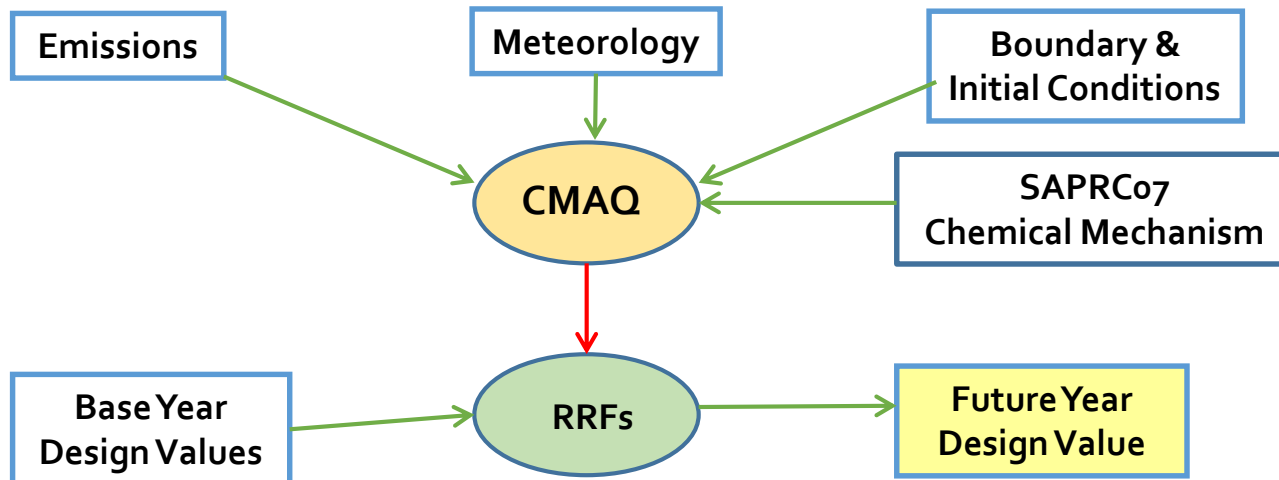 Emissions
Meteorology
Boundary &
Initial Conditions
CMAQ
SAPRC07
Chemical Mechanism
Base Year
Design Values
RRFs
Future Year
Design Value